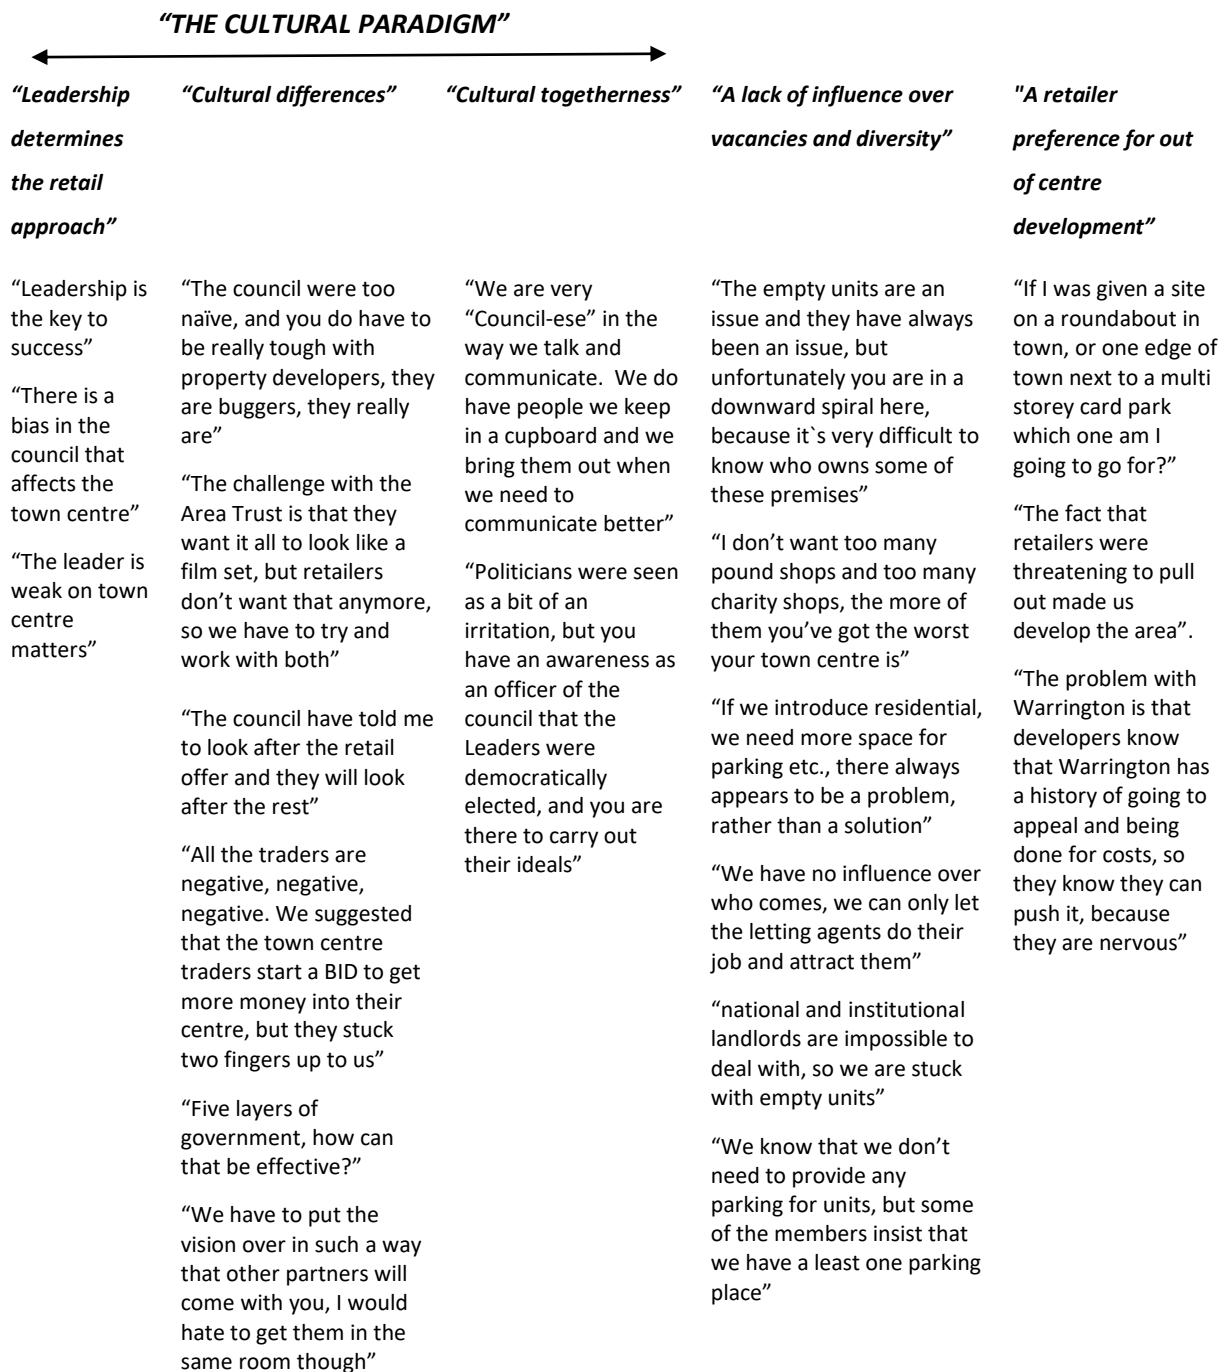 “THE CULTURAL PARADIGM”
“Leadership
determines
the retail
approach”
“Leadership is
the key to
success”
“There is a
bias in the
council that
affects the
town centre”
“The leader is
weak on town
centre
matters”
“Cultural differences”
“The council were too
naïve, and you do have to
be really tough with
property developers, they
are buggers, they really
are”
“The challenge with the
Area Trust is that they
want it all to look like a
film set, but retailers
don’t want that anymore,
so we have to try and
work with both”
“The council have told me
to look after the retail
offer and they will look
after the rest”
“All the traders are
negative, negative,
negative. We suggested
that the town centre
traders start a BID to get
more money into their
centre, but they stuck
two fingers up to us”
“Five layers of
government, how can
that be effective?”
“We have to put the
vision over in such a way
that other partners will
come with you, I would
hate to get them in the
same room though”
“Cultural togetherness”
“We are very
“Council-ese” in the
way we talk and
communicate.  We do
have people we keep
in a cupboard and we
bring them out when
we need to
communicate better”
“Politicians were seen
as a bit of an
irritation, but you
have an awareness as
an officer of the
council that the
Leaders were
democratically
elected, and you are
there to carry out
their ideals”
“A lack of influence over
vacancies and diversity”
“The empty units are an
issue and they have always
been an issue, but
unfortunately you are in a
downward spiral here,
because it`s very difficult to
know who owns some of
these premises”
“I don’t want too many
pound shops and too many
charity shops, the more of
them you’ve got the worst
your town centre is”
“If we introduce residential,
we need more space for
parking etc., there always
appears to be a problem,
rather than a solution”
“We have no influence over
who comes, we can only let
the letting agents do their
job and attract them”
“national and institutional
landlords are impossible to
deal with, so we are stuck
with empty units”
“We know that we don’t
need to provide any
parking for units, but some
of the members insist that
we have a least one parking
place”
"A retailer
preference for out
of centre
development”
“If I was given a site
on a roundabout in
town, or one edge of
town next to a multi
storey card park
which one am I
going to go for?”
“The fact that
retailers were
threatening to pull
out made us
develop the area”.
“The problem with
Warrington is that
developers know
that Warrington has
a history of going to
appeal and being
done for costs, so
they know they can
push it, because
they are nervous”